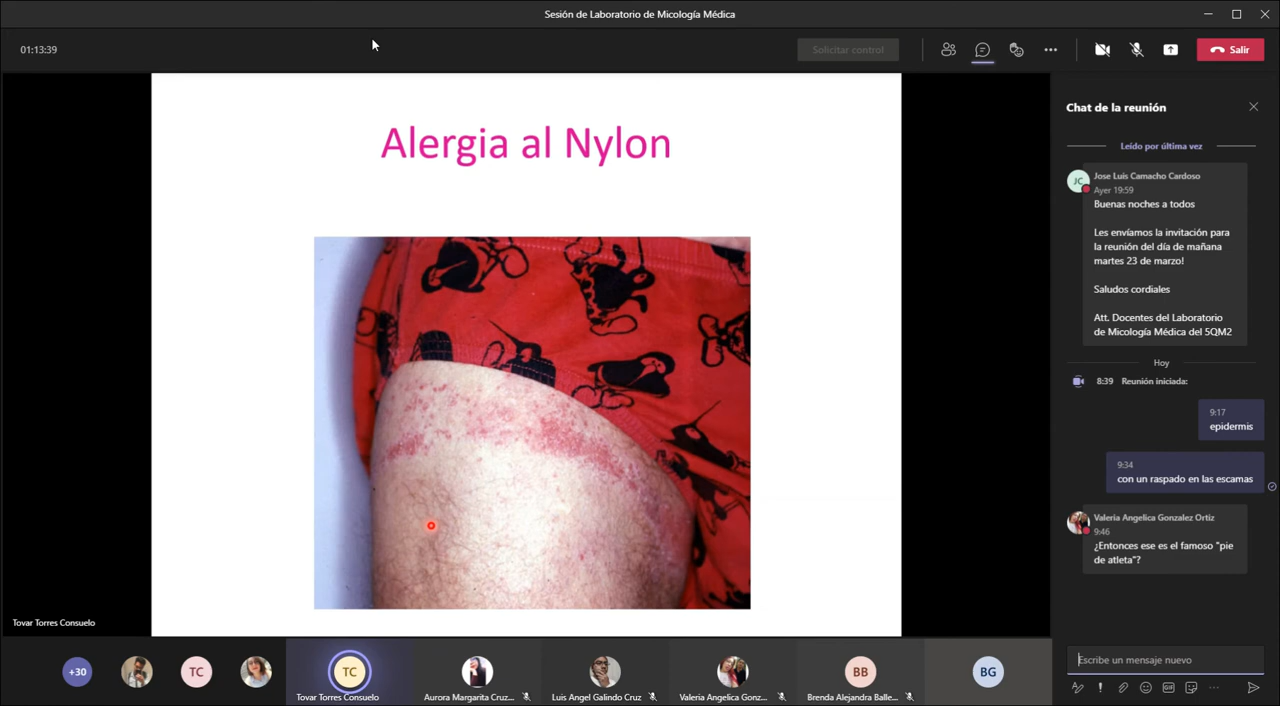 Sesión de Laboratorio de Micología Médica
01:13:39
Solicitar control
Salir
Alergia al Nylon
Tovar Torres Consuelo
Chat de la reunión
Leído por última vez
JC
Jose Luis Camacho Cardoso
Ayer 19:59
Buenas noches a todos
Les envíamos la invitación para
la reunión del día de mañana
martes 23 de marzo!
Saludos cordiales
Att. Docentes del Laboratorio
de Micología Médica del 5QM2
Hoy
8:39 Reunión iniciada:
9:17
epidermis
9:34
con un raspado en las escamas
Valeria Angelica Gonzalez Ortiz
9:46
¿Entonces ese es el famoso "pie
de atleta"?
Escribe un mensaje nuevo
GIF
+30
TC
TC
Tovar Torres Consuelo
Aurora Margarita Cruz...
Luis Angel Galindo Cruz
Valeria Angelica Gonz...
BB
Brenda Alejandra Balle...
BG